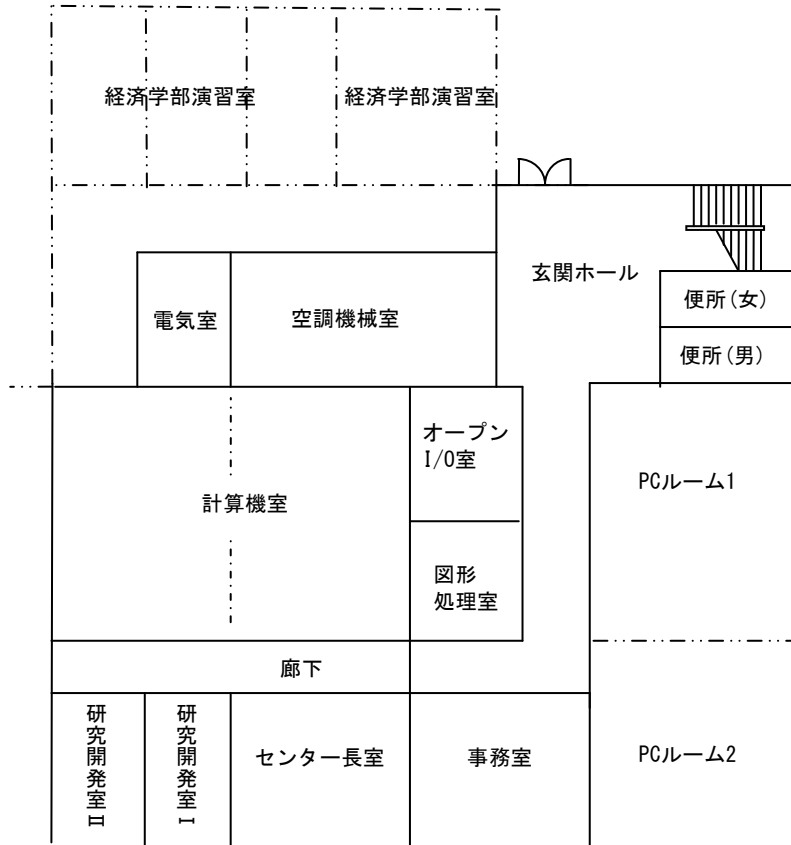 経済学部演習室
経済学部演習室
玄関ホール
便所(女)
電気室
空調機械室
便所(男)
オープン
I/O室
PCルーム1
計算機室
図形
処理室
廊下
研究開発室Ⅱ
研究開発室Ⅰ
センター長室
事務室
PCルーム2